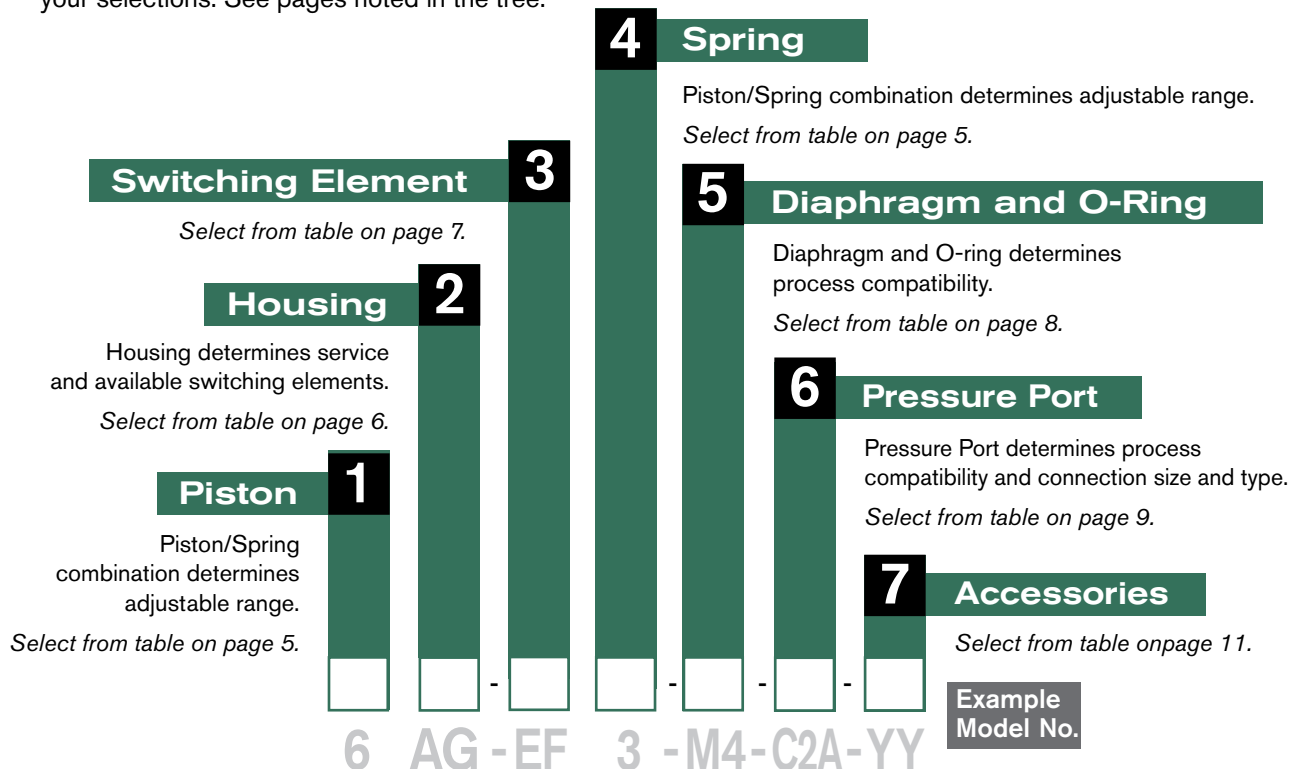 your selections. See pages noted in the tree.
4 Spring
Piston/Spring combination determines adjustable range.
Select from table on page 5.
3
Switching Element
Select from table on page 7.
5 Diaphragm and O-Ring
Diaphragm and O-ring determines
process compatibility.
Select from table on page 8.
2
Housing
Housing determines service
and available switching elements.
Select from table on page 6.
6 Pressure Port
Pressure Port determines process
compatibility and connection size and type.
Select from table on page 9.
1
Piston
Piston/Spring
combination determines
adjustable range.
Select from table on page 5.
7 Accessories
Select from table onpage 11.
- - - -
Example
Model No.
6 AG - EF 3 - M4 - C2A - YY